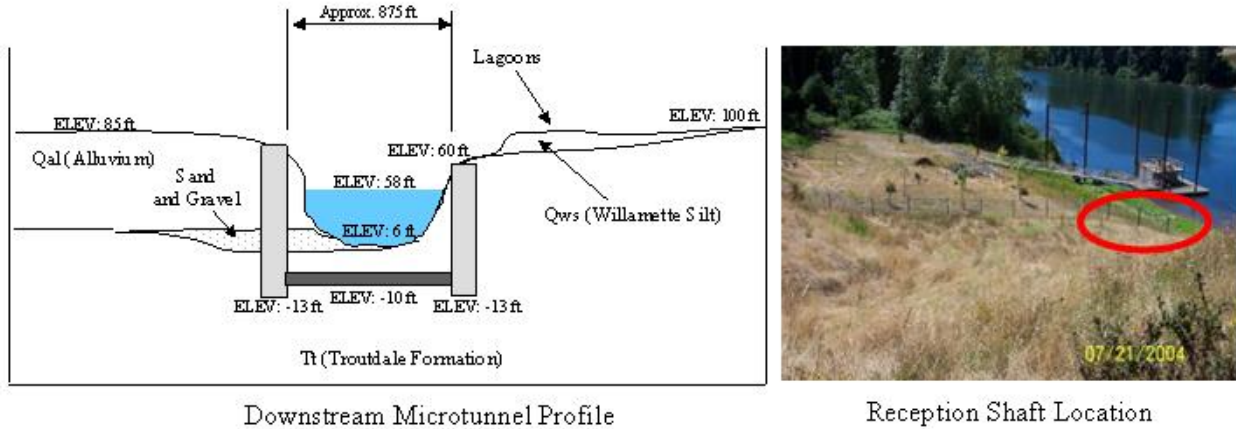 Approx. 875 ft
Lagoons
ELEV: 85 ft
ELEV: 100 ft
Qal (Alluvium)
ELEV: 60 ft
Sand
and Gravel
ELEV: 58 ft
Qws (Willamette Silt)
ELEV: 6 ft
ELEV: -13 ft
ELEV: -10 ft
ELEV: -13 ft
Tt (Troutdale Formation)
07/21/2004
Downstream Microtunnel Profile
Reception Shaft Location